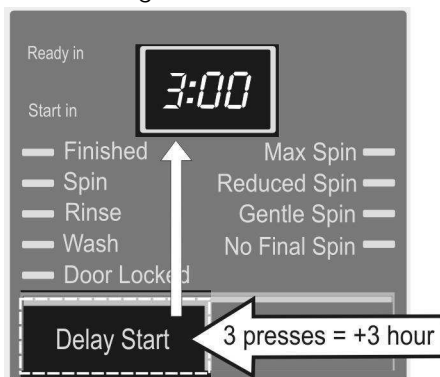 Ready in
3:00
Start in
Finished
Max Spin
Spin
Reduced Spin
Rinse
Gentle Spin
Wash
No Final Spin
Door Locked
Delay Start
3 presses = +3 hour